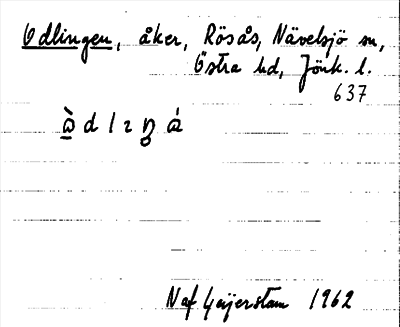 Odlingen, åker, Rösås, Nävelsjö sn,
Östra hd, Jönk. l.
637
Naf Geijerstam 1962